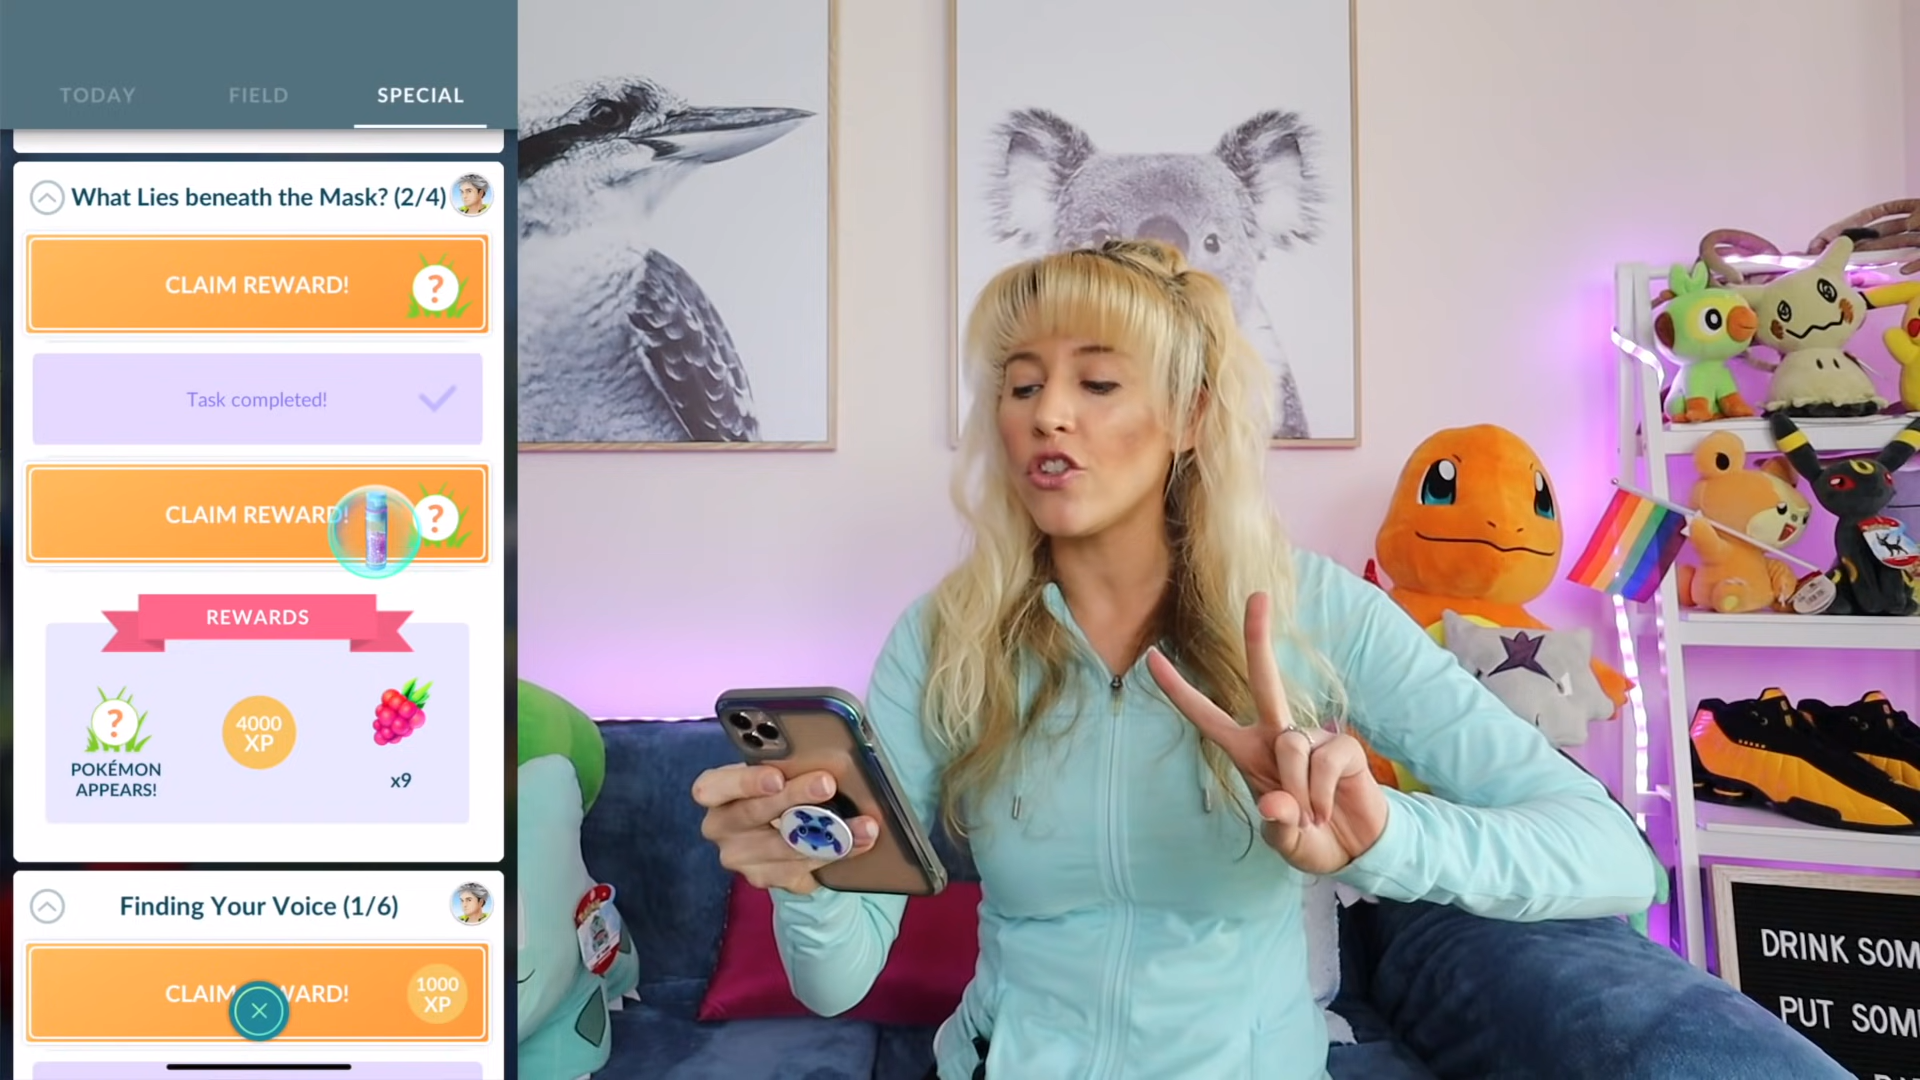 TODAY FIELD SPECIAL
What Lies beneath the Mask? (2/4)
CLAIM REWARD!
?
Task completed!
CLAIM REWARD!
?
REWARDS
?
4000
XP
POKÉMON
APPEARS!
x9
Finding Your Voice (1/6)
1000
XP
DRINK SOM
PUT SOM